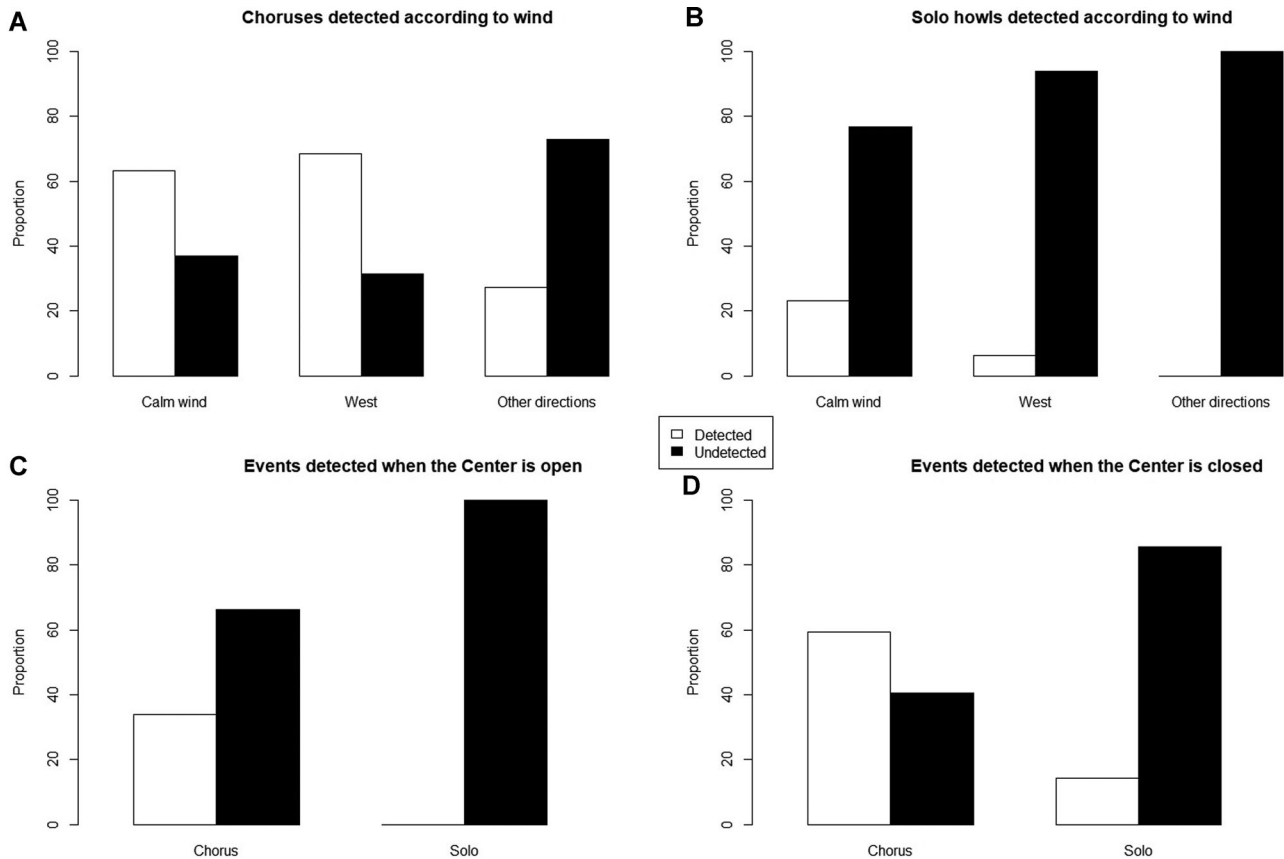 A
Choruses detected according to wind
Proportion
100
80
60
40
20
0
Calm wind
West
Other directions
B
Solo howls detected according to wind
Proportion
100
80
60
40
20
0
Calm wind
West
Other directions
Detected
Undetected
C
Events detected when the Center is open
Proportion
100
80
60
40
20
0
Chorus
Solo
D
Events detected when the Center is closed
Proportion
100
80
60
40
20
0
Chorus
Solo